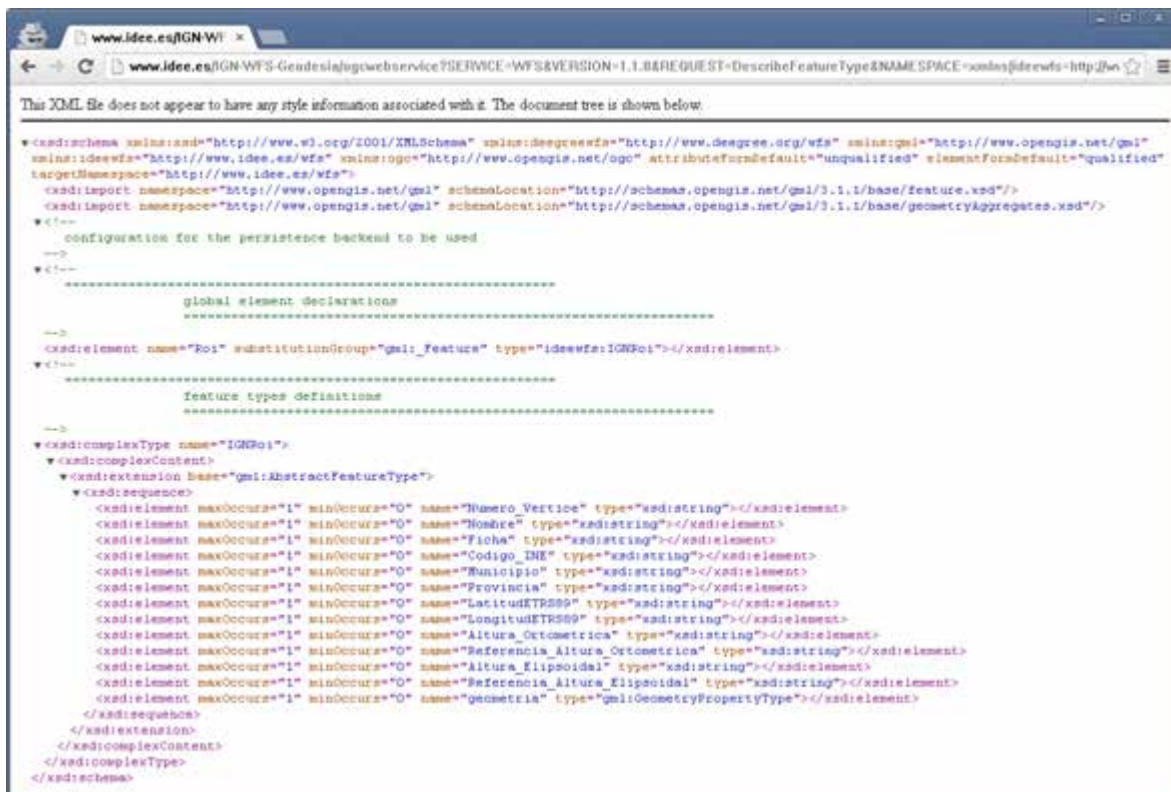 www.idee.es/IGN-WF ×
www.idee.es/IGN-WFS-Geodesia/ogcwebservice?SERVICE=WFS&VERSION=1.1.0&REQUEST=DescribeFeatureType&NAMESPACE=xmlns(ideewfs=http://ww
This XML file does not appear to have any style information associated with it. The document tree is shown below.
▼<xsd:schema xmlns:xsd="http://www.w3.org/2001/XMLSchema" xmlns:deegreewfs="http://www.deegree.org/wfs" xmlns:gml="http://www.opengis.net/gml"
xmlns:ideewfs="http://www.idee.es/wfs" xmlns:ogc="http://www.opengis.net/ogc" attributeFormDefault="unqualified" elementFormDefault="qualified"
targetNamespace="http://www.idee.es/wfs">
<xsd:import namespace="http://www.opengis.net/gml" schemaLocation="http://schemas.opengis.net/gml/3.1.1/base/feature.xsd"/>
<xsd:import namespace="http://www.opengis.net/gml" schemaLocation="http://schemas.opengis.net/gml/3.1.1/base/geometryAggregates.xsd"/>
▼<!--
configuration for the persistence backend to be used
-->
▼<!--
===============================================================
global element declarations
====================================================================
-->
<xsd:element name="Roi" substitutionGroup="gml:_Feature" type="ideewfs:IGNRoi"></xsd:element>
▼<!--
===============================================================
feature types definitions
====================================================================
-->
▼<xsd:complexType name="IGNRoi">
▼<xsd:complexContent>
▼<xsd:extension base="gml:AbstractFeatureType">
▼<xsd:sequence>
<xsd:element maxOccurs="1" minOccurs="0" name="Numero_Vertice" type="xsd:string"></xsd:element>
<xsd:element maxOccurs="1" minOccurs="0" name="Nombre" type="xsd:string"></xsd:element>
<xsd:element maxOccurs="1" minOccurs="0" name="Ficha" type="xsd:string"></xsd:element>
<xsd:element maxOccurs="1" minOccurs="0" name="Codigo_INE" type="xsd:string"></xsd:element>
<xsd:element maxOccurs="1" minOccurs="0" name="Municipio" type="xsd:string"></xsd:element>
<xsd:element maxOccurs="1" minOccurs="0" name="Provincia" type="xsd:string"></xsd:element>
<xsd:element maxOccurs="1" minOccurs="0" name="LatitudETRS89" type="xsd:string"></xsd:element>
<xsd:element maxOccurs="1" minOccurs="0" name="LongitudETRS89" type="xsd:string"></xsd:element>
<xsd:element maxOccurs="1" minOccurs="0" name="Altura_Ortometrica" type="xsd:string"></xsd:element>
<xsd:element maxOccurs="1" minOccurs="0" name="Referencia_Altura_Ortometrica" type="xsd:string"></xsd:element>
<xsd:element maxOccurs="1" minOccurs="0" name="Altura_Elipsoidal" type="xsd:string"></xsd:element>
<xsd:element maxOccurs="1" minOccurs="0" name="Referencia_Altura_Elipsoidal" type="xsd:string"></xsd:element>
<xsd:element maxOccurs="1" minOccurs="0" name="geometria" type="gml:GeometryPropertyType"></xsd:element>
</xsd:sequence>
</xsd:extension>
</xsd:complexContent>
</xsd:complexType>
</xsd:schema>